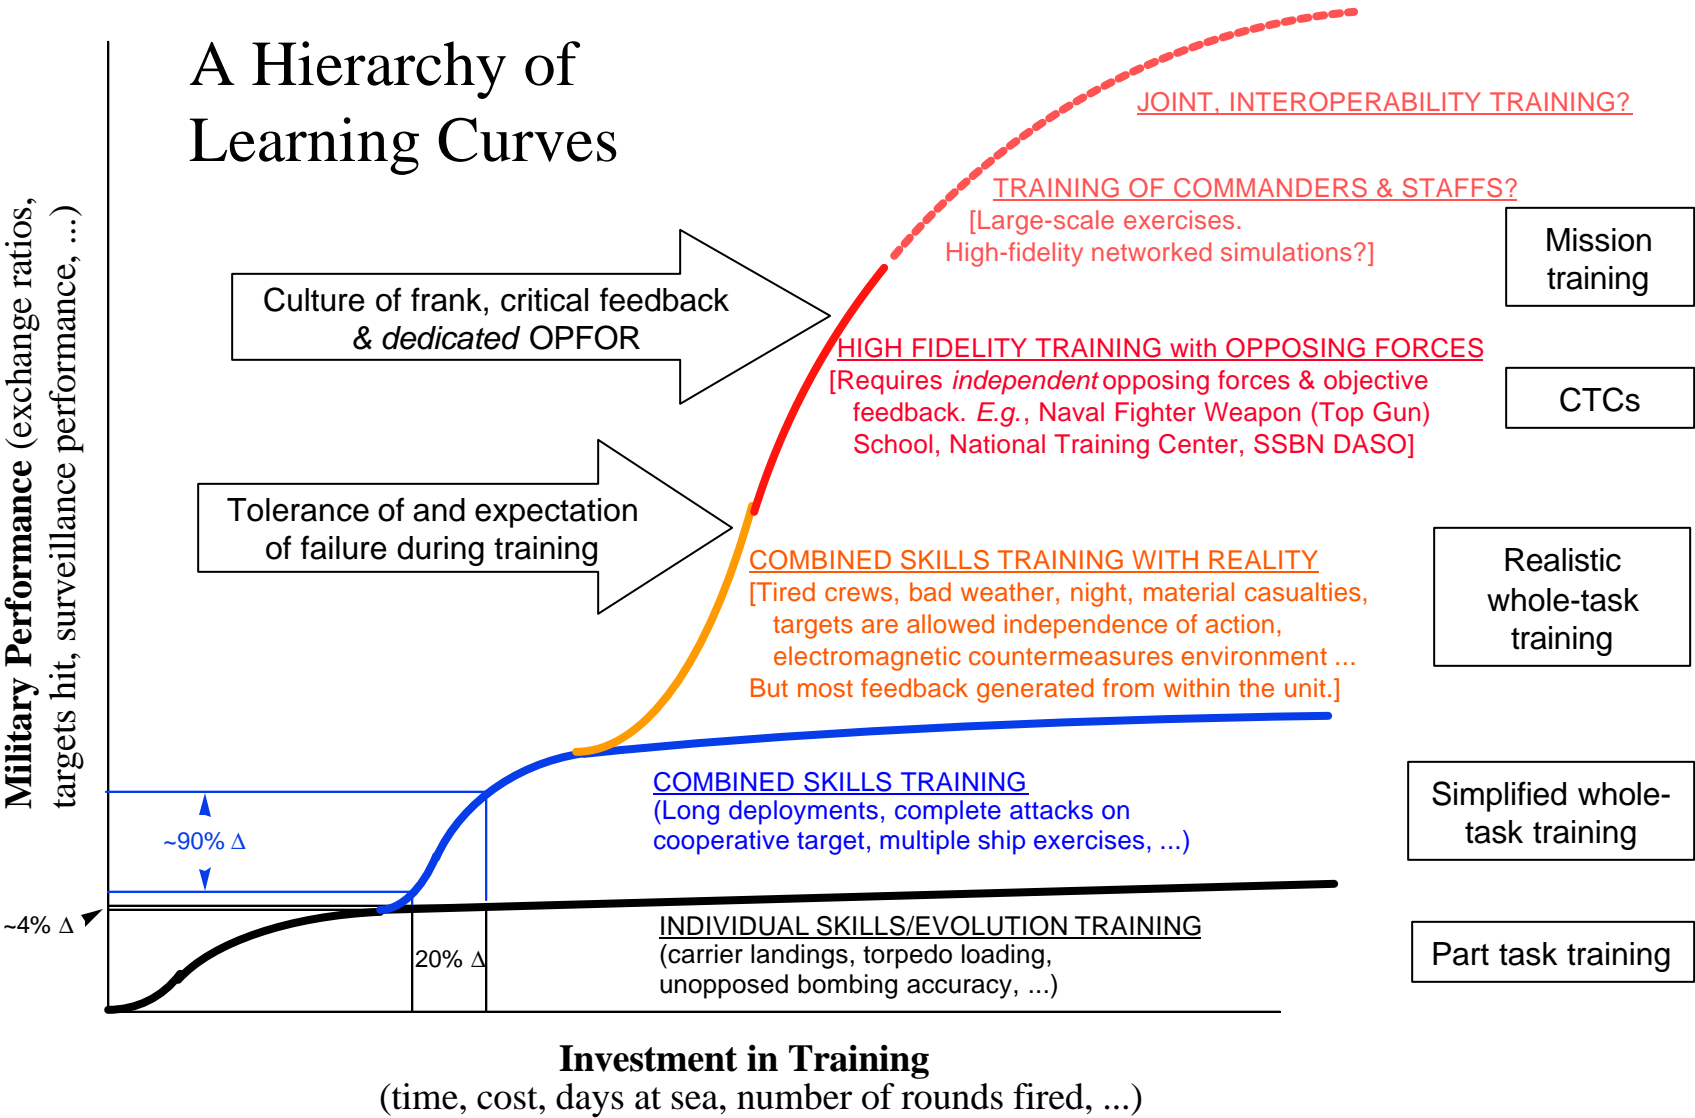 A Hierarchy of
Learning Curves
Military Performance (exchange ratios,
targets hit, surveillance performance, ...)
JOINT, INTEROPERABILITY TRAINING?
TRAINING OF COMMANDERS & STAFFS?
[Large-scale exercises.
High-fidelity networked simulations?]
Mission
training
Culture of frank, critical feedback
& dedicated OPFOR
HIGH FIDELITY TRAINING with OPPOSING FORCES
[Requires independent opposing forces & objective
feedback. E.g., Naval Fighter Weapon (Top Gun)
School, National Training Center, SSBN DASO]
CTCs
Tolerance of and expectation
of failure during training
COMBINED SKILLS TRAINING WITH REALITY
[Tired crews, bad weather, night, material casualties,
targets are allowed independence of action,
electromagnetic countermeasures environment ...
But most feedback generated from within the unit.]
Realistic
whole-task
training
COMBINED SKILLS TRAINING
(Long deployments, complete attacks on
cooperative target, multiple ship exercises, ...)
Simplified whole-
task training
~90% Δ
~4% Δ
20% Δ
INDIVIDUAL SKILLS/EVOLUTION TRAINING
(carrier landings, torpedo loading,
unopposed bombing accuracy, ...)
Part task training
Investment in Training
(time, cost, days at sea, number of rounds fired, ...)